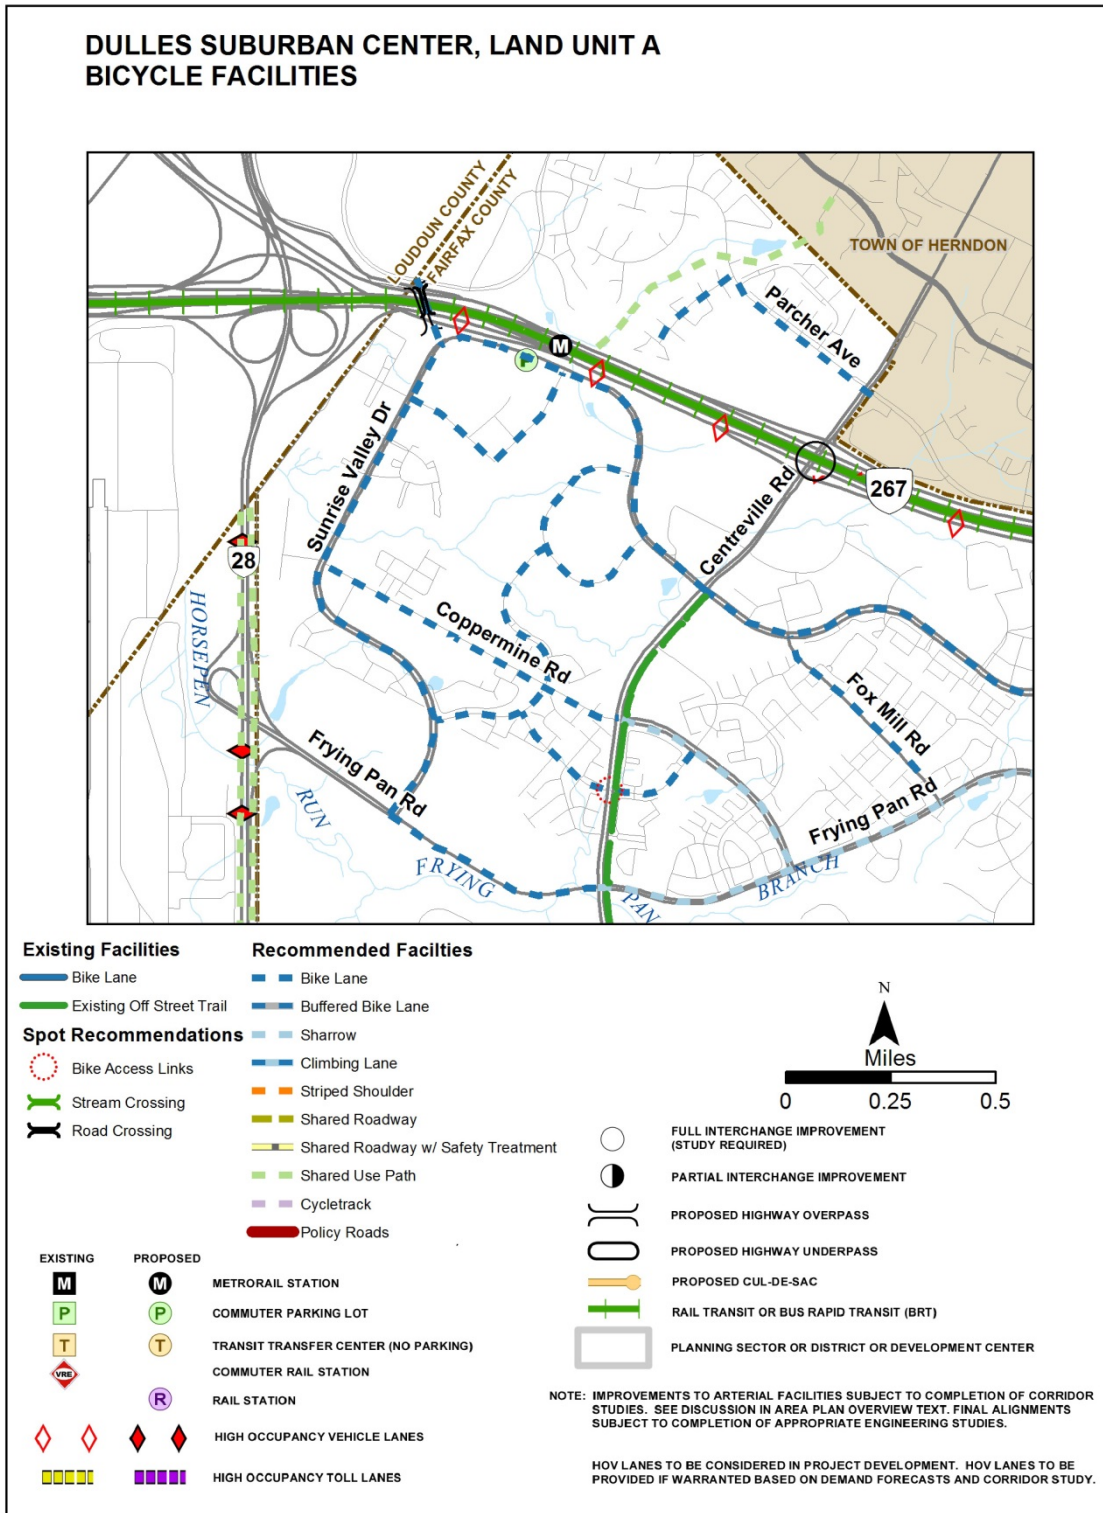 DULLES SUBURBAN CENTER, LAND UNIT A
BICYCLE FACILITIES
LOUDOUN COUNTY
FAIRFAX COUNTY
TOWN OF HERNDON
Parcher Ave
M
P
Sunrise Valley Dr
Centreville Rd
267
28
HORSEPEN
Coppermine Rd
Fox Mill Rd
Frying Pan Rd
Frying Pan Rd
RUN
FRYING
PAN
BRANCH
Existing Facilities
Bike Lane
Existing Off Street Trail
Spot Recommendations
Bike Access Links
Stream Crossing
Road Crossing
Recommended Facilties
Bike Lane
Buffered Bike Lane
Sharrow
Climbing Lane
Striped Shoulder
Shared Roadway
Shared Roadway w/ Safety Treatment
Shared Use Path
Cycletrack
Policy Roads
N
Miles
0 0.25 0.5
FULL INTERCHANGE IMPROVEMENT
(STUDY REQUIRED)
PARTIAL INTERCHANGE IMPROVEMENT
PROPOSED HIGHWAY OVERPASS
PROPOSED HIGHWAY UNDERPASS
PROPOSED CUL-DE-SAC
RAIL TRANSIT OR BUS RAPID TRANSIT (BRT)
PLANNING SECTOR OR DISTRICT OR DEVELOPMENT CENTER
EXISTING PROPOSED
M M METRORAIL STATION
P P COMMUTER PARKING LOT
T T TRANSIT TRANSFER CENTER (NO PARKING)
VRE COMMUTER RAIL STATION
R RAIL STATION
HIGH OCCUPANCY VEHICLE LANES
HIGH OCCUPANCY TOLL LANES
NOTE: IMPROVEMENTS TO ARTERIAL FACILITIES SUBJECT TO COMPLETION OF CORRIDOR
STUDIES. SEE DISCUSSION IN AREA PLAN OVERVIEW TEXT. FINAL ALIGNMENTS
SUBJECT TO COMPLETION OF APPROPRIATE ENGINEERING STUDIES.
HOV LANES TO BE CONSIDERED IN PROJECT DEVELOPMENT. HOV LANES TO BE
PROVIDED IF WARRANTED BASED ON DEMAND FORECASTS AND CORRIDOR STUDY.